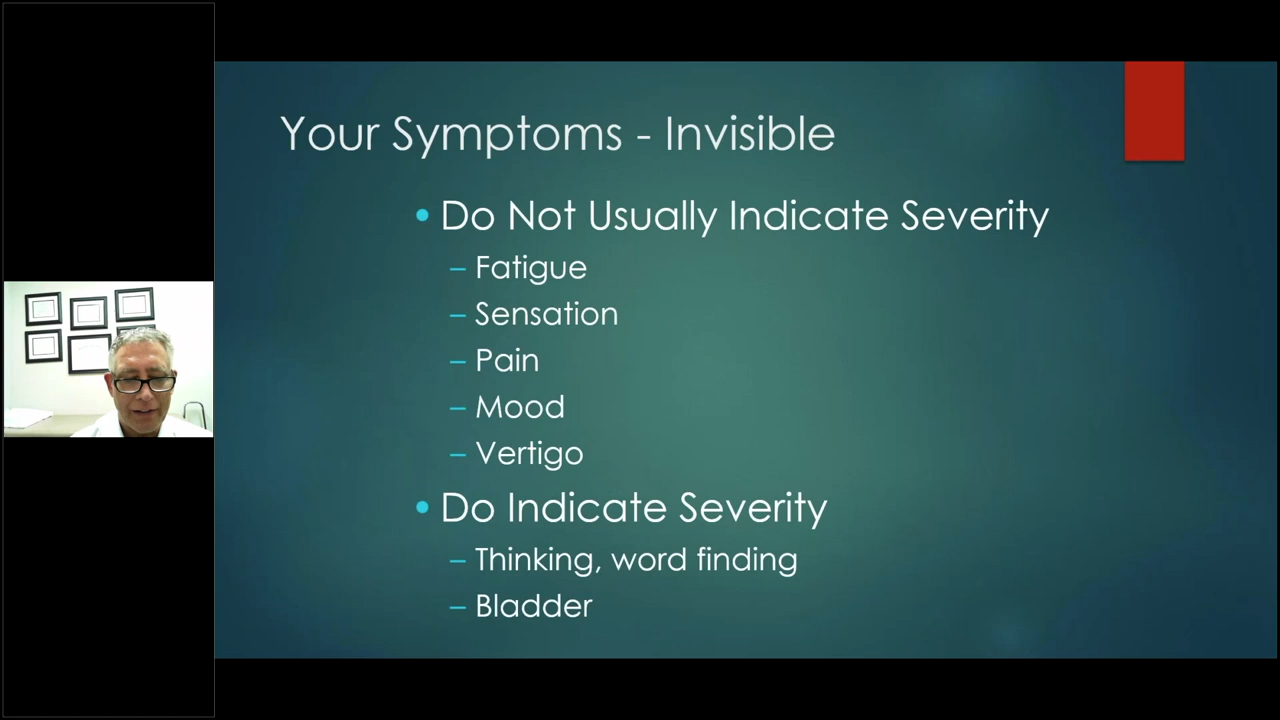 Your Symptoms - Invisible
• Do Not Usually Indicate Severity
– Fatigue
– Sensation
– Pain
– Mood
– Vertigo
• Do Indicate Severity
– Thinking, word finding
– Bladder